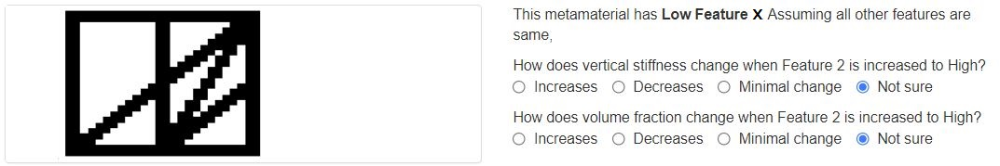 This metamaterial has Low Feature X Assuming all other features are
same,
How does vertical stiffness change when Feature 2 is increased to High?
Increases Decreases Minimal change Not sure
How does volume fraction change when Feature 2 is increased to High?
Increases Decreases Minimal change Not sure